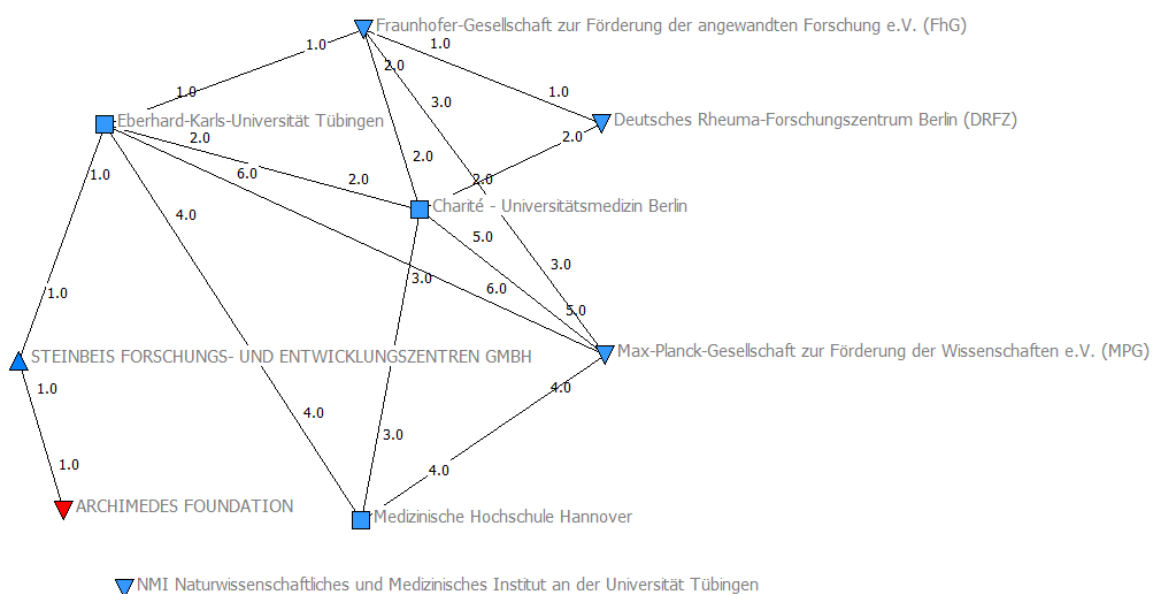 Fraunhofer-Gesellschaft zur Förderung der angewandten Forschung e.V. (FhG)
1.0
1.0
2.0
1.0
1.0
3.0
Eberhard-Karls-Universität Tübingen
Deutsches Rheuma-Forschungszentrum Berlin (DRFZ)
2.0
2.0
2.0
1.0
6.0
2.0
2.0
4.0
Charité - Universitätsmedizin Berlin
5.0
3.0
3.0
1.0
6.0
5.0
STEINBEIS FORSCHUNGS- UND ENTWICKLUNGSZENTREN GMBH
Max-Planck-Gesellschaft zur Förderung der Wissenschaften e.V. (MPG)
1.0
4.0
4.0
3.0
1.0
4.0
ARCHIMEDES FOUNDATION
Medizinische Hochschule Hannover
NMI Naturwissenschaftliches und Medizinisches Institut an der Universität Tübingen